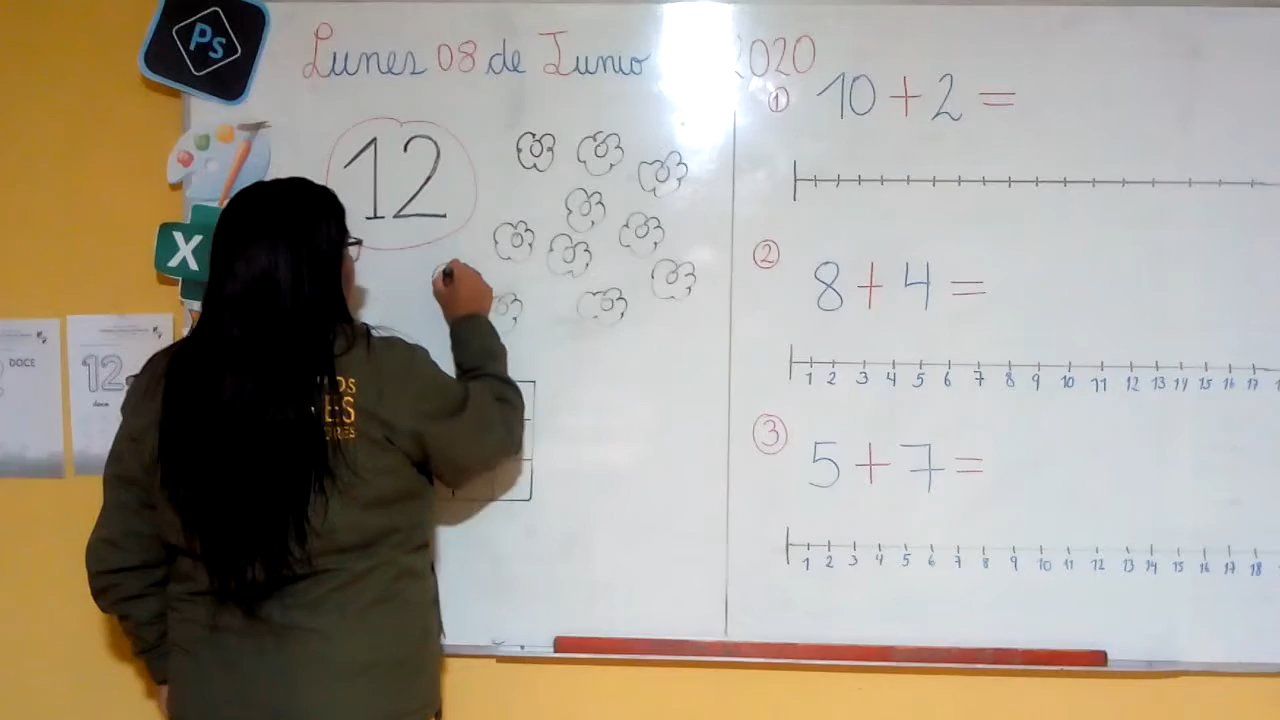 Ps
Lunes 08 de Junio 2020
12
X
DOCE
12
doce
① 10 + 2 =
② 8 + 4 =
1 2 3 4 5 6 7 8 9 10 11 12 13 14 15 16 17
③ 5 + 7 =
1 2 3 4 5 6 7 8 9 10 11 12 13 14 15 16 17 18